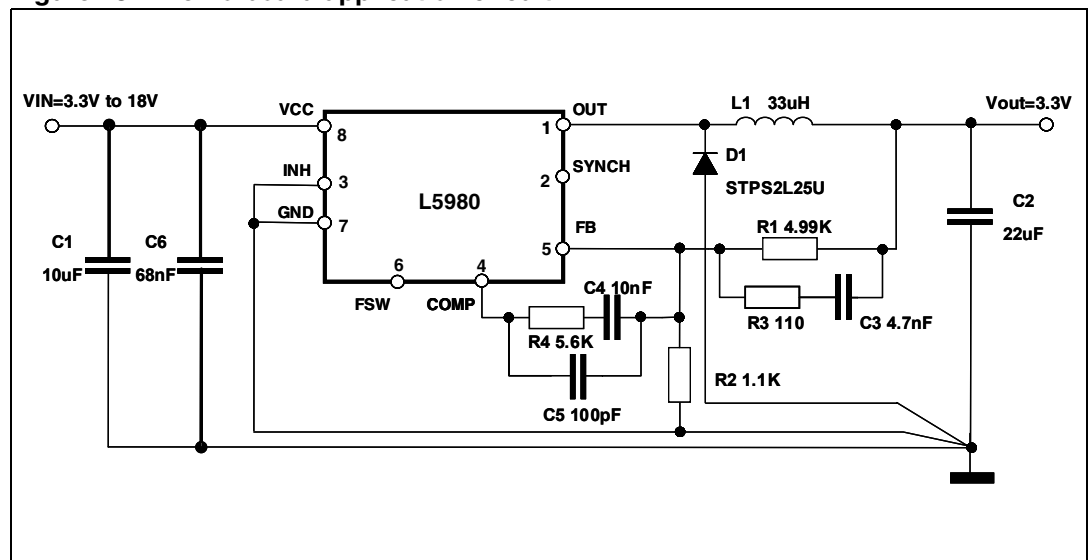 VIN=3.3V to 18V
VCC
8
INH
3
GND
7
L5980
OUT
1
SYNCH
2
FB
5
6
FSW
4
COMP
L1 33uH
Vout=3.3V
D1
STPS2L25U
C1
10uF
C6
68nF
C2
22uF
R1 4.99K
R3 110
C3 4.7nF
C4 10nF
R4 5.6K
C5 100pF
R2 1.1K